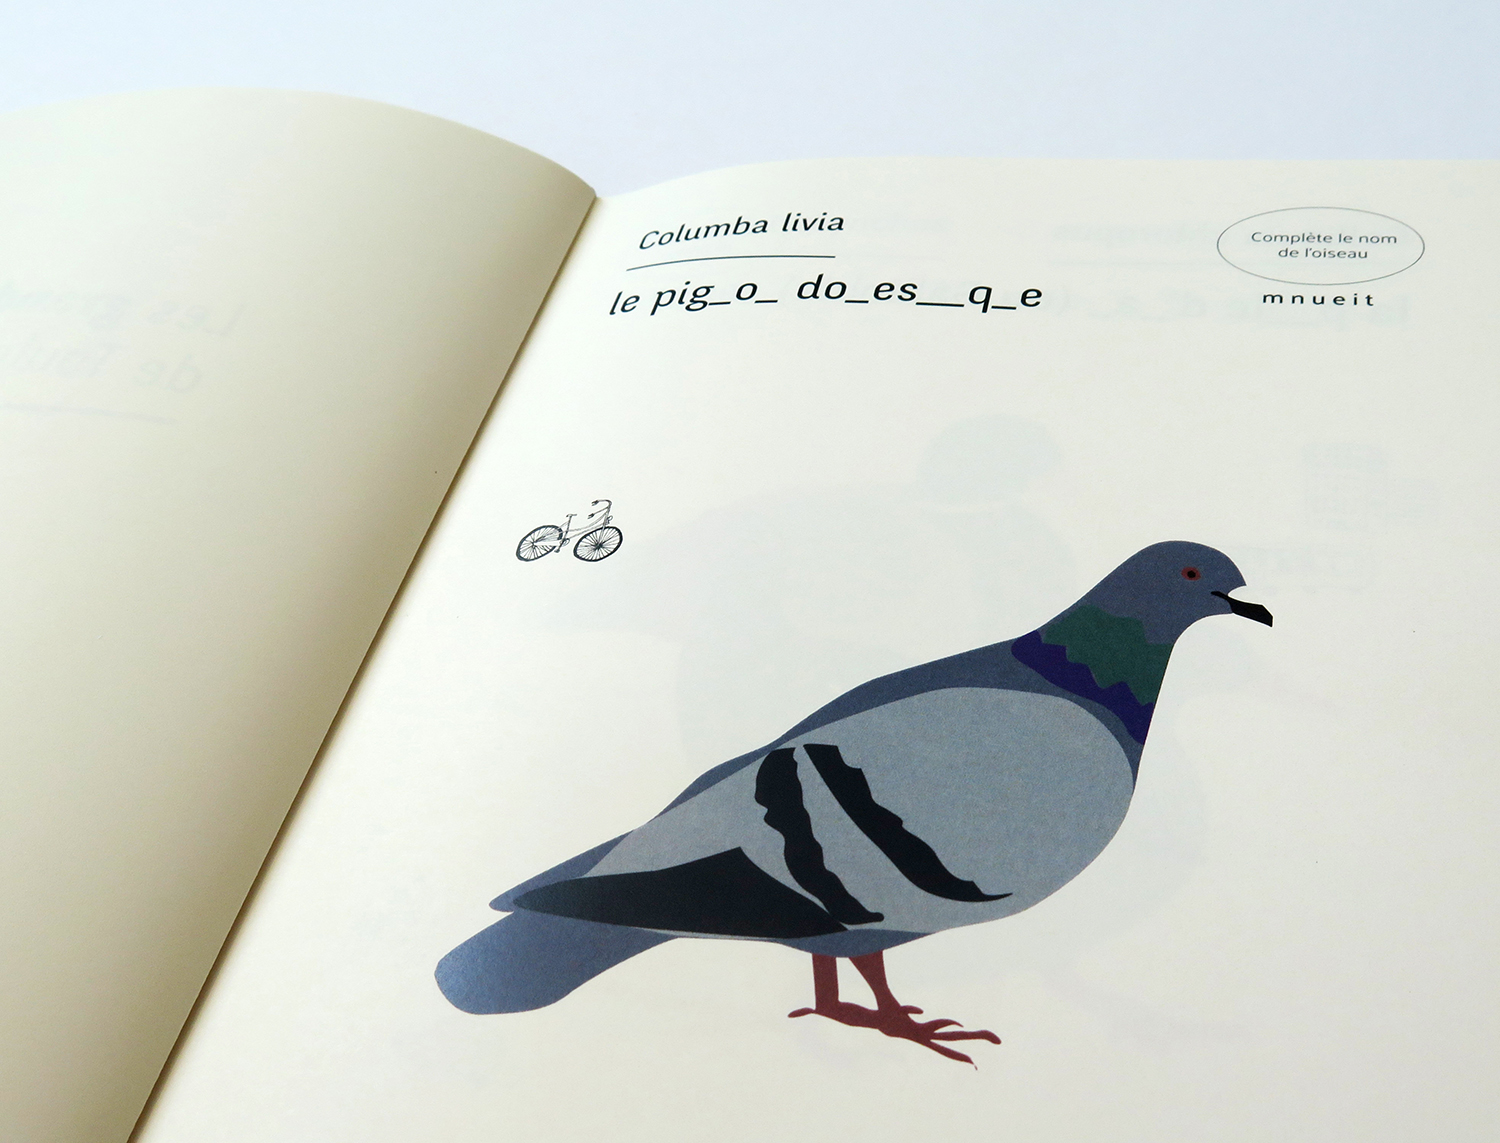 Columba livia
le pig_o_ do_es__q_e
Complète le nom
de l'oiseau
mnueit